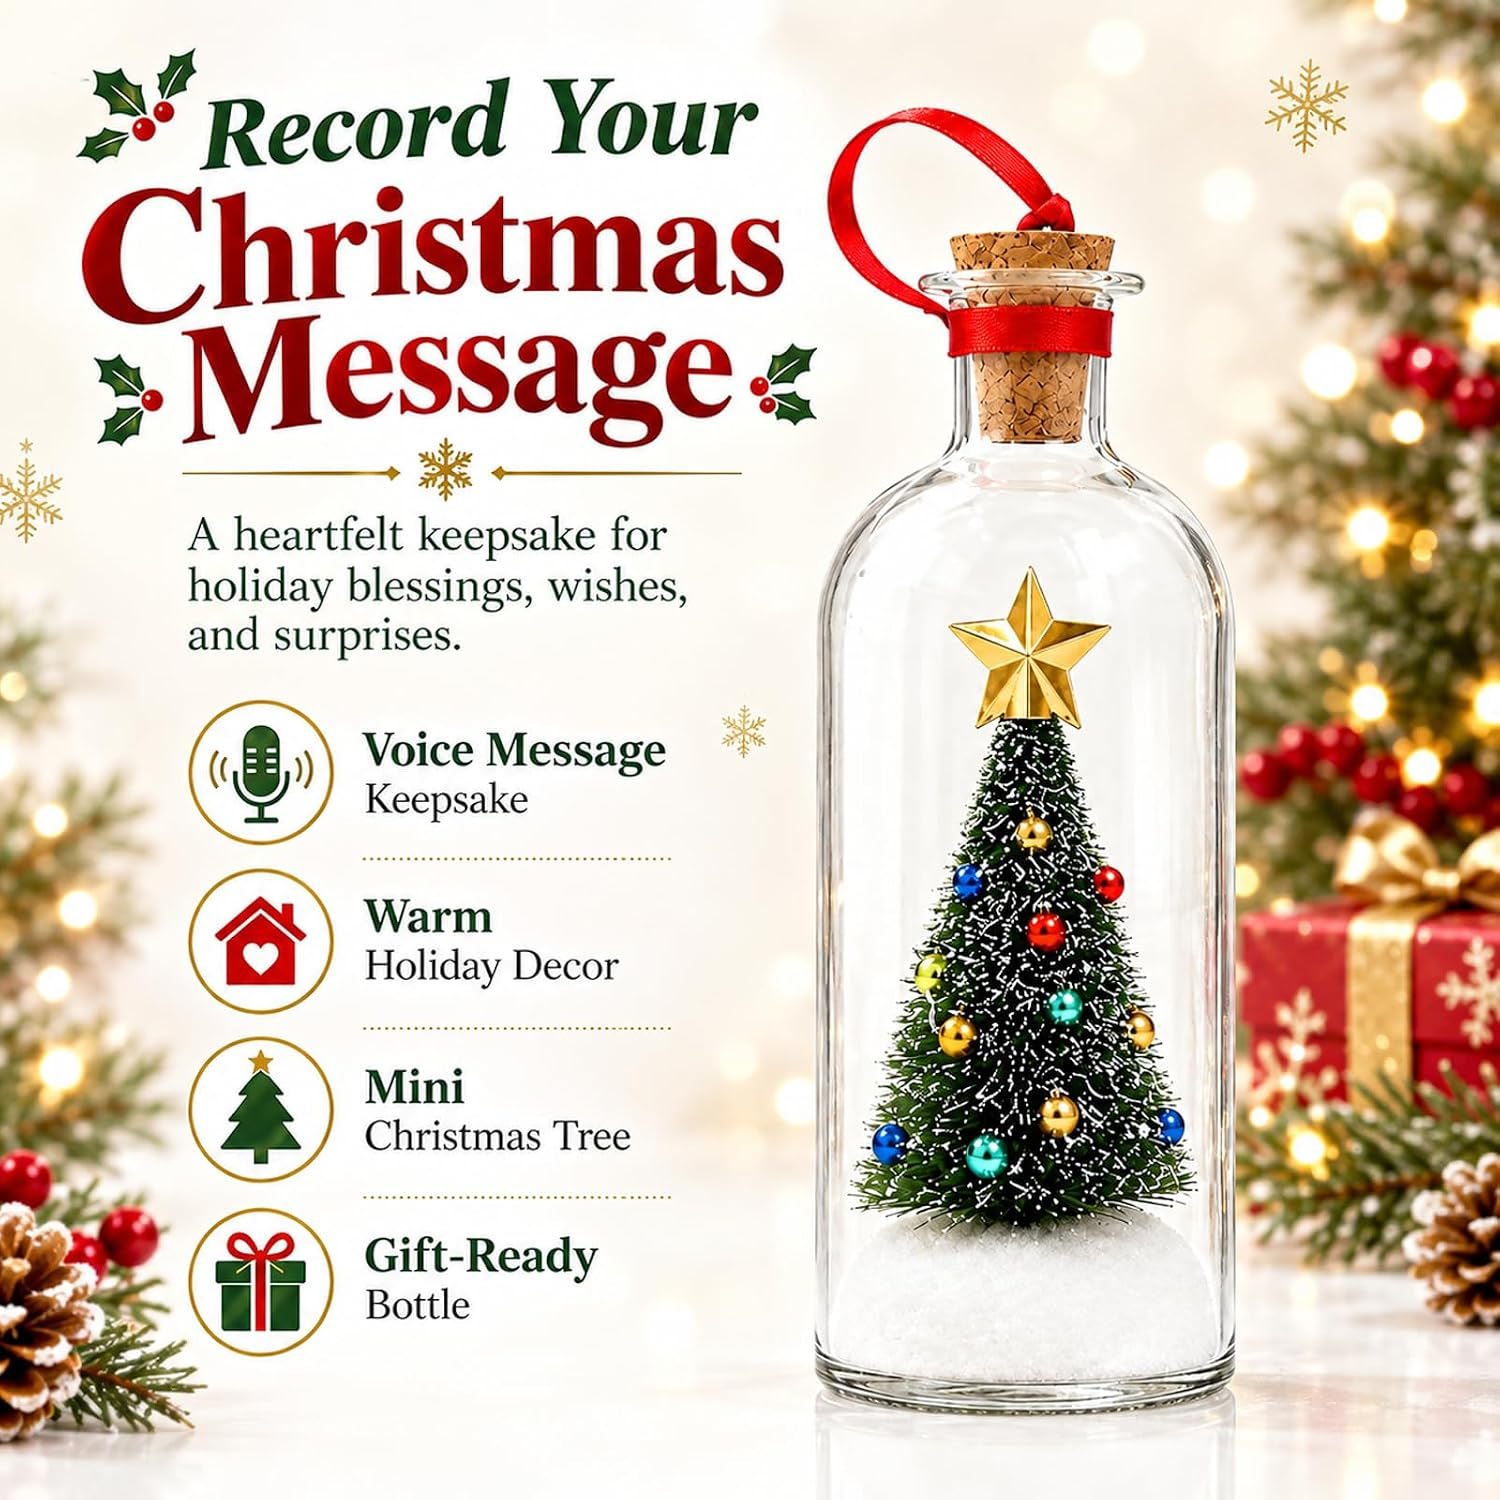 Record Your
Christmas
Message
A heartfelt keepsake for
holiday blessings, wishes,
and surprises.
Voice Message
Keepsake
Warm
Holiday Decor
Mini
Christmas Tree
Gift-Ready
Bottle